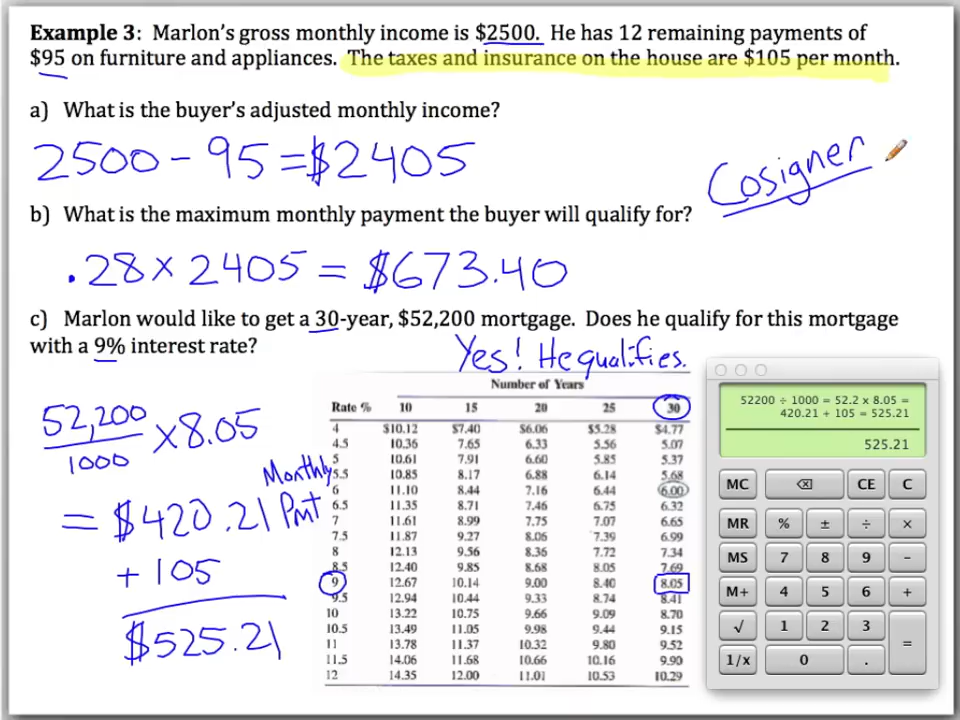 Example 3: Marlon's gross monthly income is $2500. He has 12 remaining payments of
$95 on furniture and appliances. The taxes and insurance on the house are $105 per month.
a) What is the buyer's adjusted monthly income?
2500 - 95 = $2405
Cosigner
b) What is the maximum monthly payment the buyer will qualify for?
.28 x 2405 = $673.40
c) Marlon would like to get a 30-year, $52,200 mortgage. Does he qualify for this mortgage
with a 9% interest rate?
Yes! He qualifies.
52,200
1000
x 8.05
= $420.21 Monthly Pmt
+ 105
$525.21
Number of Years
Rate % 10 15 20 25 30
4 $10.12 $7.40 $6.06 $5.28 $4.77
4.5 10.36 7.65 6.33 5.56 5.07
5 10.61 7.91 6.60 5.85 5.37
5.5 10.85 8.17 6.88 6.14 5.68
6 11.10 8.44 7.16 6.44 6.00
6.5 11.35 8.71 7.46 6.75 6.32
7 11.61 8.99 7.75 7.07 6.65
7.5 11.87 9.27 8.06 7.39 6.99
8 12.13 9.56 8.36 7.72 7.34
8.5 12.40 9.85 8.68 8.05 7.69
9 12.67 10.14 9.00 8.40 8.05
9.5 12.94 10.44 9.33 8.74 8.41
10 13.22 10.75 9.66 9.09 8.70
10.5 13.49 11.05 9.98 9.44 9.15
11 13.78 11.37 10.32 9.80 9.52
11.5 14.06 11.68 10.66 10.16 9.90
12 14.35 12.00 11.01 10.53 10.29
52200 ÷ 1000 = 52.2 x 8.05 =
420.21 + 105 = 525.21
525.21
MC CE C
MR % ± ÷ ×
MS 7 8 9 -
M+ 4 5 6 +
√ 1 2 3 =
1/x 0 .